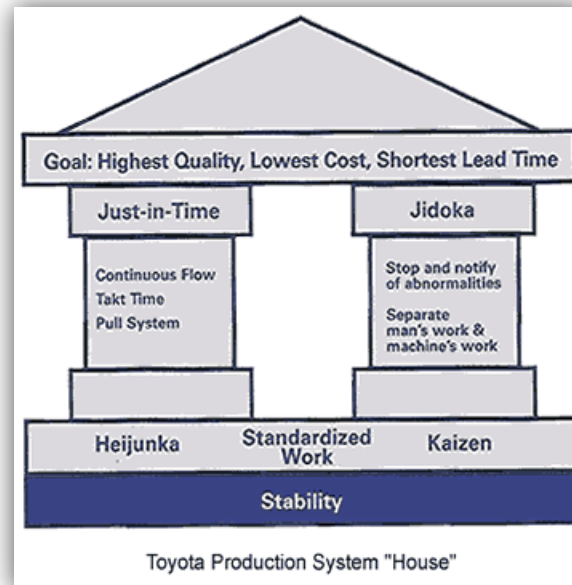 Goal: Highest Quality, Lowest Cost, Shortest Lead Time
Just-in-Time
Jidoka
Continuous Flow
Takt Time
Pull System
Stop and notify
of abnormalities
Separate
man's work &
machine's work
Heijunka
Standardized
Work
Kaizen
Stability
Toyota Production System "House"